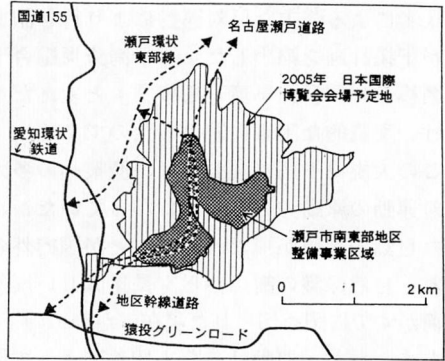 国道155
名古屋瀬戸道路
瀬戸環状
東部線
2005年 日本国際
博覧会会場予定地
愛知環状
鉄道
瀬戸市南東部地区
整備事業区域
地区幹線道路
猿投グリーンロード
1
2 km